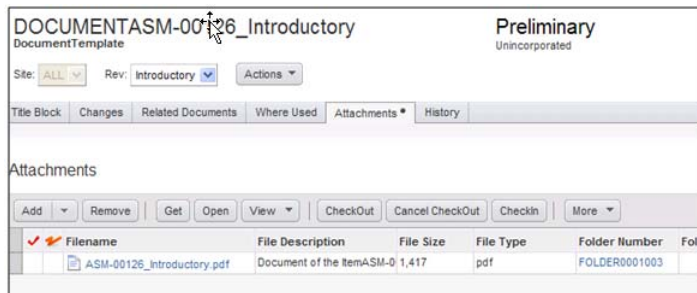 DOCUMENTASM-00126_Introductory Preliminary
DocumentTemplate Unincorporated
Site: ALL Rev: Introductory Actions
Title Block Changes Related Documents Where Used Attachments History
Attachments
Add Remove Get Open View CheckOut Cancel CheckOut CheckIn More
Filename File Description File Size File Type Folder Number Fol
ASM-00126_Introductory.pdf Document of the ItemASM-0 1,417 pdf FOLDER0001003